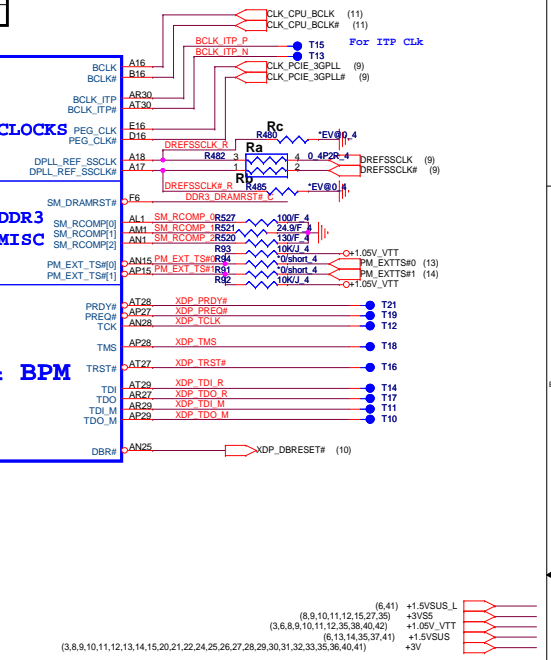 CLK_CPU_BCLK (11)
CLK_CPU_BCLK# (11)
BCLK A16
BCLK# B16
BCLK_ITP_P T15 For ITP CLk
BCLK_ITP_N T13
CLK_PCIE_3GPLL (9)
CLK_PCIE_3GPLL# (9)
BCLK_ITP AR30
BCLK_ITP# AT30
CLOCKS
PEG_CLK E16
PEG_CLK# D16
Rc
R480 *EV@0_4
DREFSSCLK_R
Ra
DPLL_REF_SSCLK A18 R482 3 4 0_4P2R_4 DREFSSCLK (9)
DPLL_REF_SSCLK# A17 1 2 DREFSSCLK# (9)
Rb
DREFSSCLK#_R R485 *EV@0_4
SM_DRAMRST# F6 DDR3_DRAMRST#_C
DDR3
MISC
SM_RCOMP[0] AL1 SM_RCOMP_0 R527 100/F_4
SM_RCOMP[1] AM1 SM_RCOMP_1 R521 24.9/F_4
SM_RCOMP[2] AN1 SM_RCOMP_2 R520 130/F_4
R93 10K/J_4 +1.05V_VTT
PM_EXT_TS#[0] AN15 PM_EXT_TS#0 R94 *0/short_4 PM_EXTTS#0 (13)
PM_EXT_TS#[1] AP15 PM_EXT_TS#1 R91 *0/short_4 PM_EXTTS#1 (14)
R92 10K/J_4 +1.05V_VTT
PRDY# AT28 XDP_PRDY# T21
PREQ# AP27 XDP_PREQ# T19
TCK AN28 XDP_TCLK T12
TMS AP28 XDP_TMS T18
BPM
TRST# AT27 XDP_TRST# T16
TDI AT29 XDP_TDI_R T14
TDO AR27 XDP_TDO_R T17
TDI_M AR29 XDP_TDI_M T11
TDO_M AP29 XDP_TDO_M T10
DBR# AN25 XDP_DBRESET# (10)
(6,41) +1.5VSUS_L
(8,9,10,11,12,15,27,35) +3VS5
(3,6,8,9,10,11,12,35,38,40,42) +1.05V_VTT
(6,13,14,35,37,41) +1.5VSUS
(3,8,9,10,11,12,13,14,15,20,21,22,24,25,26,27,28,29,30,31,32,33,35,36,40,41) +3V